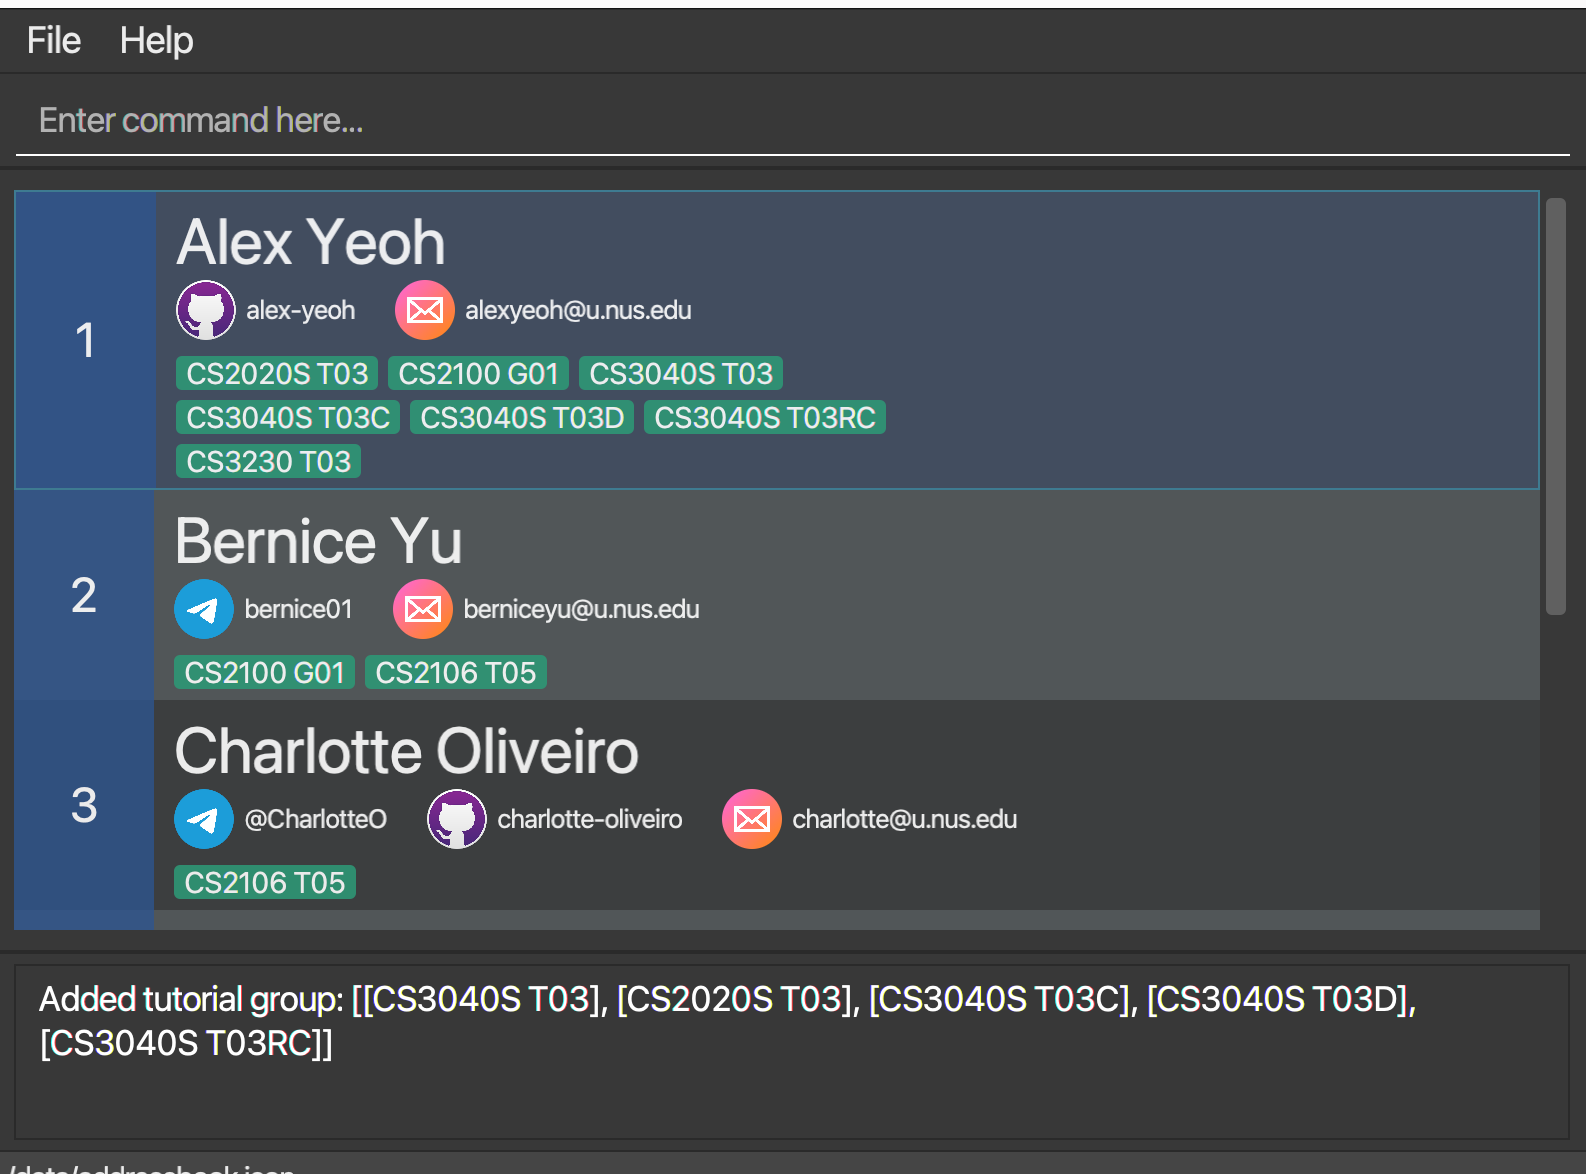 File Help
Enter command here...
1
Alex Yeoh
alex-yeoh alexyeoh@u.nus.edu
CS2020S T03 CS2100 G01 CS3040S T03
CS3040S T03C CS3040S T03D CS3040S T03RC
CS3230 T03
2
Bernice Yu
bernice01 berniceyu@u.nus.edu
CS2100 G01 CS2106 T05
3
Charlotte Oliveiro
@CharlotteO charlotte-oliveiro charlotte@u.nus.edu
CS2106 T05
Added tutorial group: [[CS3040S T03], [CS2020S T03], [CS3040S T03C], [CS3040S T03D],
[CS3040S T03RC]]
/data/addressbook.json